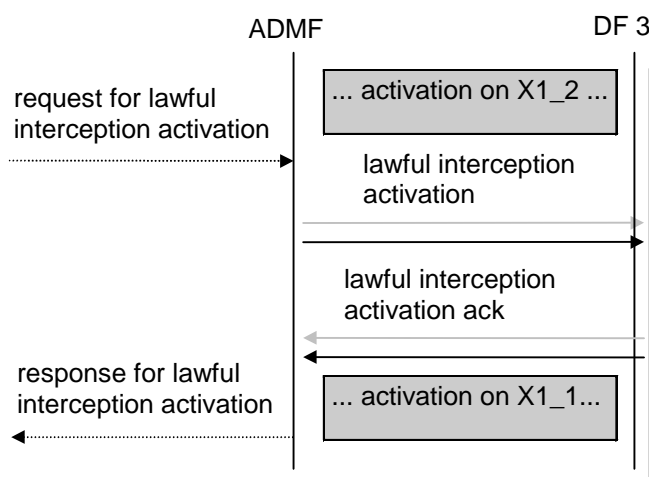 ADMF
DF 3
request for lawful
interception activation
... activation on X1_2 ...
lawful interception
activation
lawful interception
activation ack
response for lawful
interception activation
... activation on X1_1...